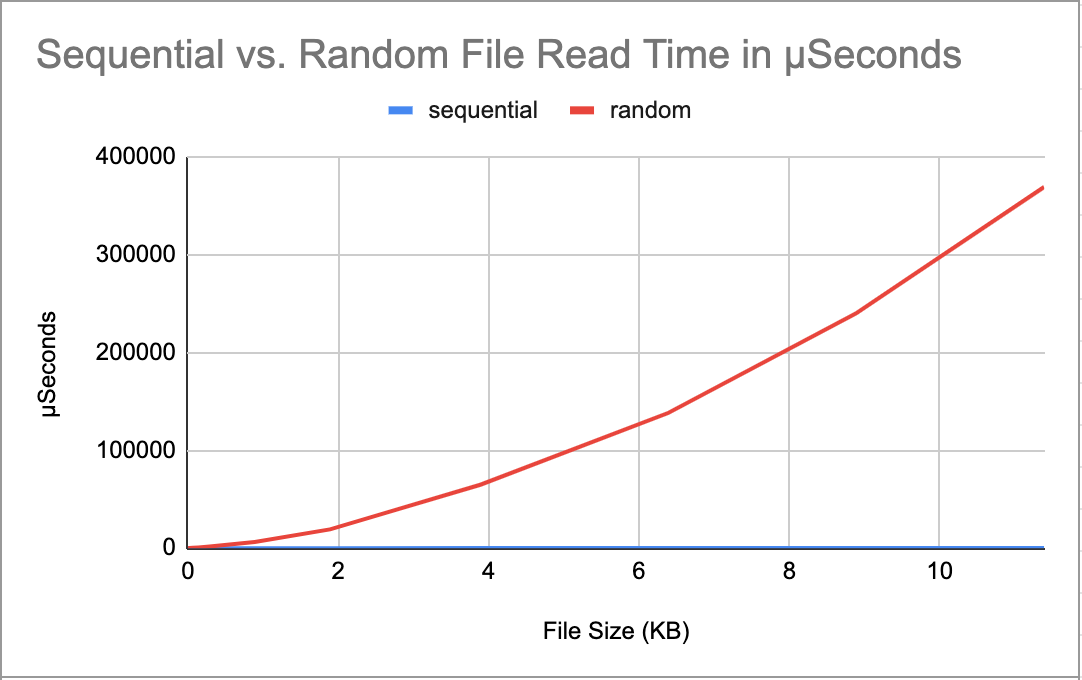 Sequential vs. Random File Read Time in µSeconds
sequential random
400000
300000
200000
100000
0
µSeconds
0 2 4 6 8 10
File Size (KB)